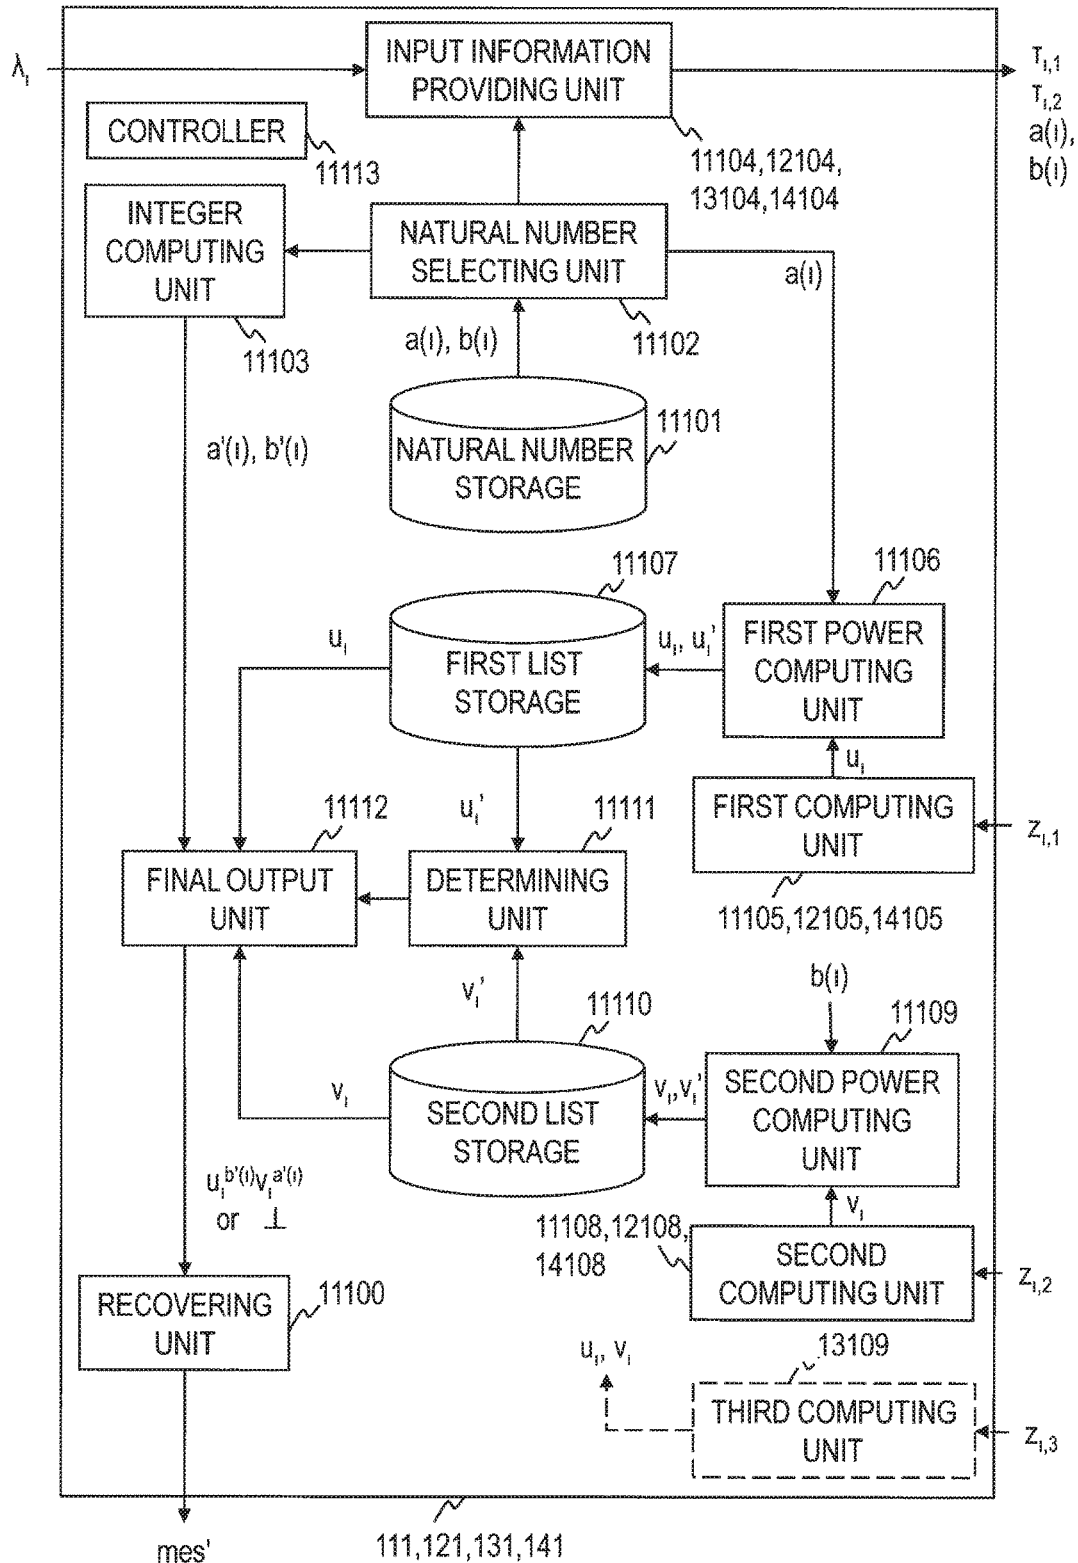 λι
INPUT INFORMATION
PROVIDING UNIT
τι,1
τι,2
a(ι),
b(ι)
CONTROLLER
11113
11104,12104,
13104,14104
INTEGER
COMPUTING
UNIT
11103
NATURAL NUMBER
SELECTING UNIT
11102
a(ι)
a(ι), b(ι)
11101
NATURAL NUMBER
STORAGE
a'(ι), b'(ι)
11107
11106
uι
FIRST LIST
STORAGE
uι, uι'
FIRST POWER
COMPUTING
UNIT
uι
11112
uι'
11111
FIRST COMPUTING
UNIT
zι,1
FINAL OUTPUT
UNIT
DETERMINING
UNIT
11105,12105,14105
vι'
b(ι)
11110
11109
vι
SECOND LIST
STORAGE
vι,vι'
SECOND POWER
COMPUTING
UNIT
uι^b'(ι)vι^a'(ι)
or ⊥
vι
11108,12108,
14108
SECOND
COMPUTING UNIT
zι,2
RECOVERING
UNIT
11100
uι, vι
13109
THIRD COMPUTING
UNIT
zι,3
mes'
111,121,131,141